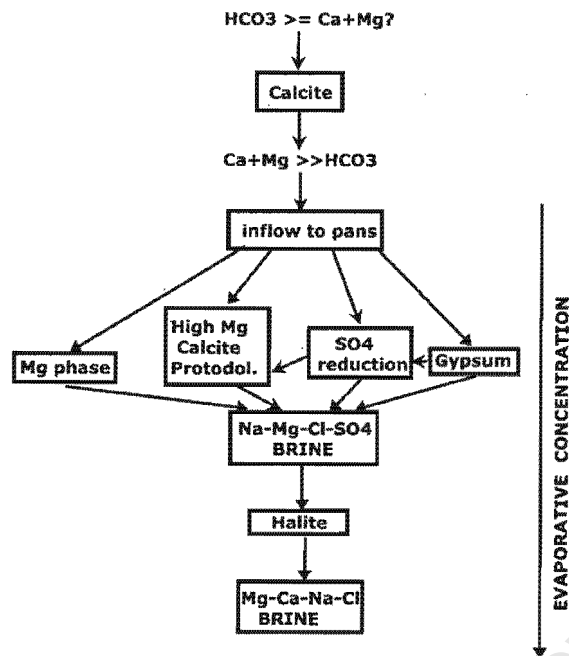 HCO3 >= Ca+Mg?
Calcite
Ca+Mg >>HCO3
inflow to pans
High Mg
Calcite
Protodol.
SO4
reduction
Mg phase
Gypsum
Na-Mg-Cl-SO4
BRINE
Halite
Mg-Ca-Na-Cl
BRINE
EVAPORATIVE CONCENTRATION